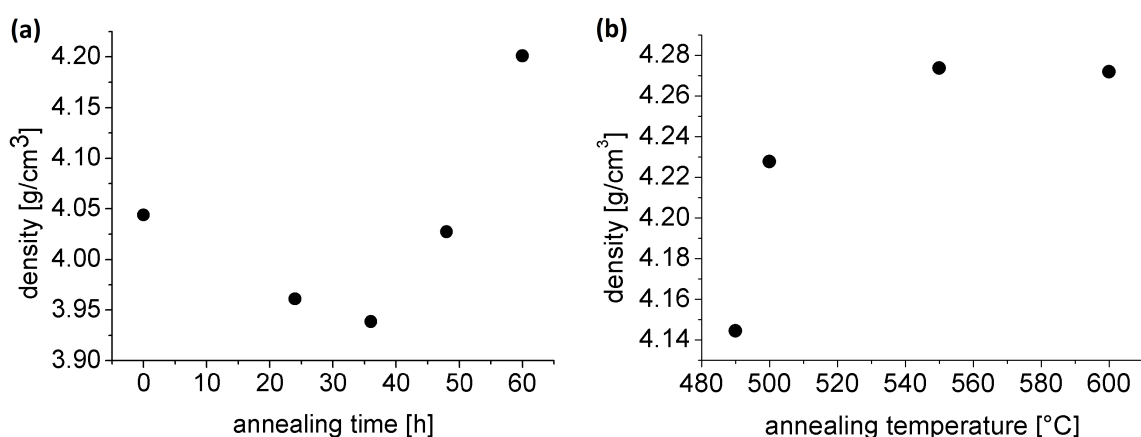 (a)
density [g/cm³]
4.20
4.15
4.10
4.05
4.00
3.95
3.90
0 10 20 30 40 50 60
annealing time [h]
(b)
density [g/cm³]
4.28
4.26
4.24
4.22
4.20
4.18
4.16
4.14
480 500 520 540 560 580 600
annealing temperature [°C]